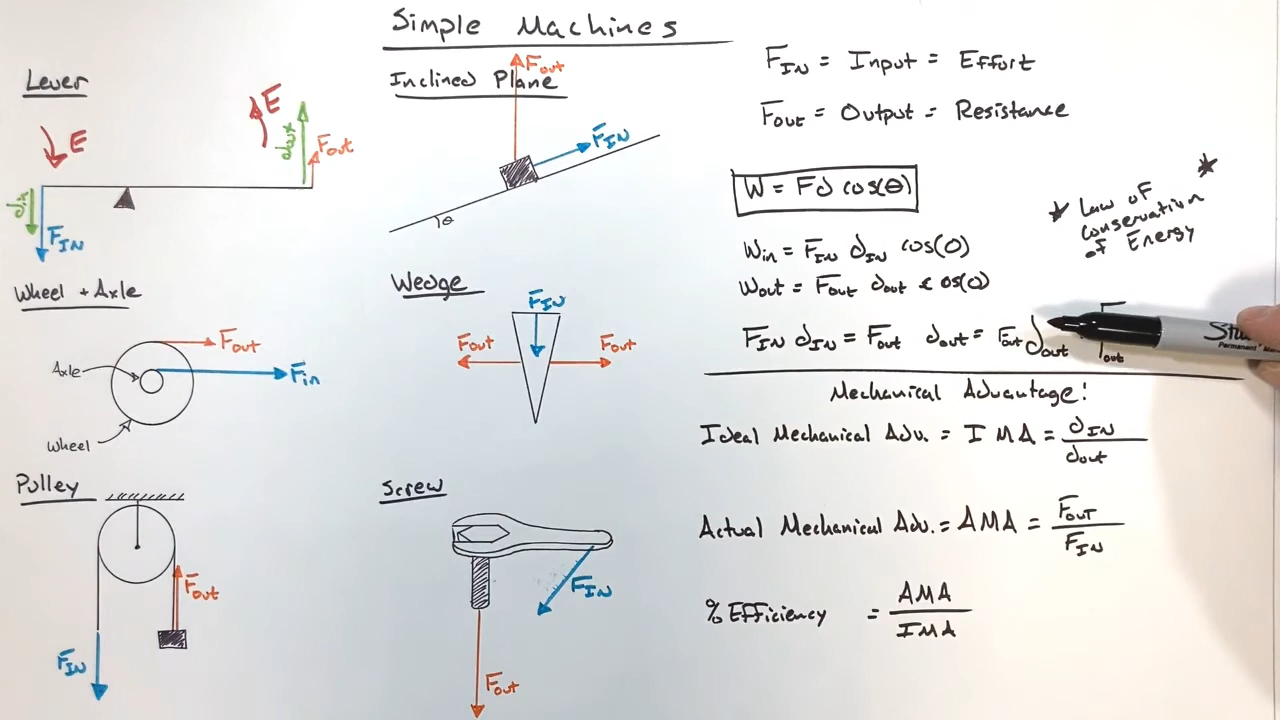 Simple Machines
Lever
E
E
dout
Fout
din
FIN
Inclined Plane
Fout
FIN
θ
Wheel + Axle
Axle
Wheel
Fout
Fin
Wedge
FIN
Fout
Fout
Pulley
Fout
FIN
Screw
FIN
Fout
FIN = Input = Effort
Fout = Output = Resistance
W = Fd cos(θ)
Law of
conservation
of Energy
Win = FIN dIN cos(0)
Wout = Fout dout cos(0)
FIN dIN = Fout dout = Fout dout
out
Mechanical Advantage:
Ideal Mechanical Adv. = IMA = dIN
dout
Actual Mechanical Adv. = AMA = Fout
FIN
% Efficiency = AMA
IMA